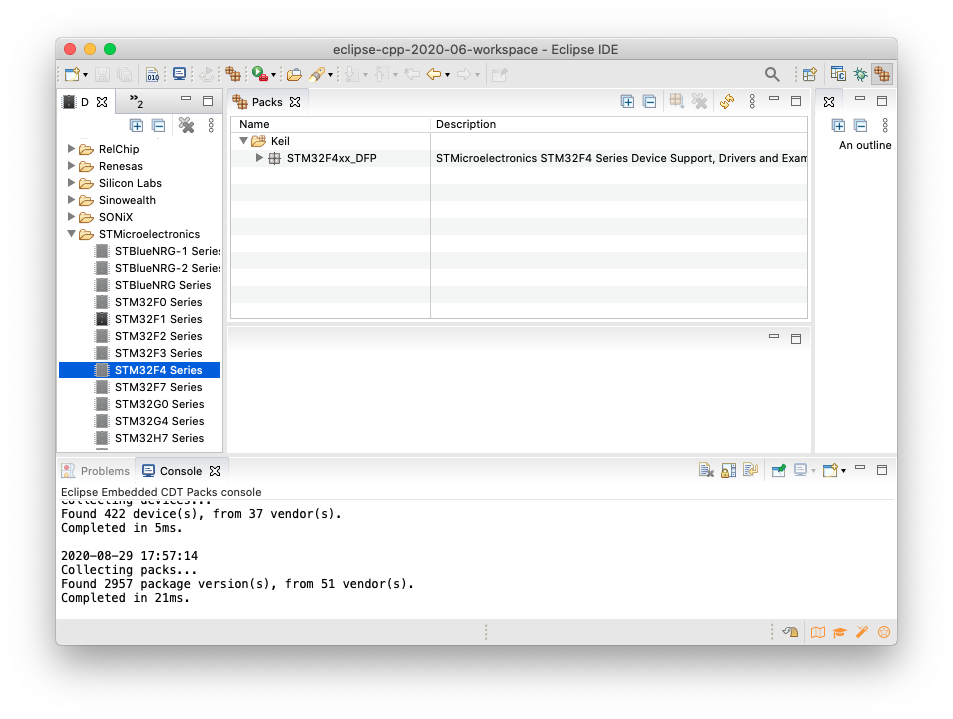 eclipse-cpp-2020-06-workspace - Eclipse IDE
010
D
»2
Packs
RelChip
Renesas
Silicon Labs
Sinowealth
SONiX
STMicroelectronics
STBlueNRG-1 Series
STBlueNRG-2 Series
STBlueNRG Series
STM32F0 Series
STM32F1 Series
STM32F2 Series
STM32F3 Series
STM32F4 Series
STM32F7 Series
STM32G0 Series
STM32G4 Series
STM32H7 Series
Name Description
Keil
STM32F4xx_DFP STMicroelectronics STM32F4 Series Device Support, Drivers and Exam
An outline
Problems Console
Eclipse Embedded CDT Packs console
Collecting devices...
Found 422 device(s), from 37 vendor(s).
Completed in 5ms.
2020-08-29 17:57:14
Collecting packs...
Found 2957 package version(s), from 51 vendor(s).
Completed in 21ms.